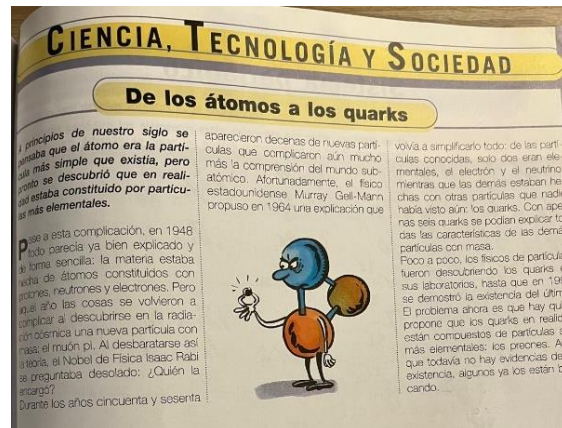 CIENCIA, TECNOLOGÍA Y SOCIEDAD
De los átomos a los quarks
principios de nuestro siglo se
pensaba que el átomo era la partí-
más simple que existía, pero
pronto se descubrió que en reali-
dad estaba constituido por partícu-
las más elementales.
Pase a esta complicación, en 1948
todo parecía ya bien explicado y
de forma sencilla: la materia estaba
hecha de átomos constituidos con
protones, neutrones y electrones. Pero
aquel año las cosas se volvieron a
complicar al descubrirse en la radia-
ción cósmica una nueva partícula con
masa: el muón pi. Al desbaratarse así
la teoría, el Nobel de Física Isaac Rabi
se preguntaba desolado: ¿Quién la
encargó?
Durante los años cincuenta y sesenta
aparecieron decenas de nuevas partí-
culas que complicaron aún mucho
más la comprensión del mundo sub-
atómico. Afortunadamente, el físico
estadounidense Murray Gell-Mann
propuso en 1964 una explicación que
volvía a simplificarlo todo: de las partí
culas conocidas, solo dos eran ele
mentales, el electrón y el neutrino
mientras que las demás estaban he
chas con otras partículas que nadi
había visto aún: los quarks. Con ape
nas seis quarks se podían explicar to
das las características de las demá
partículas con masa.
Poco a poco, los físicos de partícula
fueron descubriendo los quarks
sus laboratorios, hasta que en 19
se demostró la existencia del últim
El problema ahora es que hay qu
propone que los quarks en realid
están compuestos de partículas
más elementales: los preones. A
que todavía no hay evidencias de
existencia, algunos ya los están b
cando.